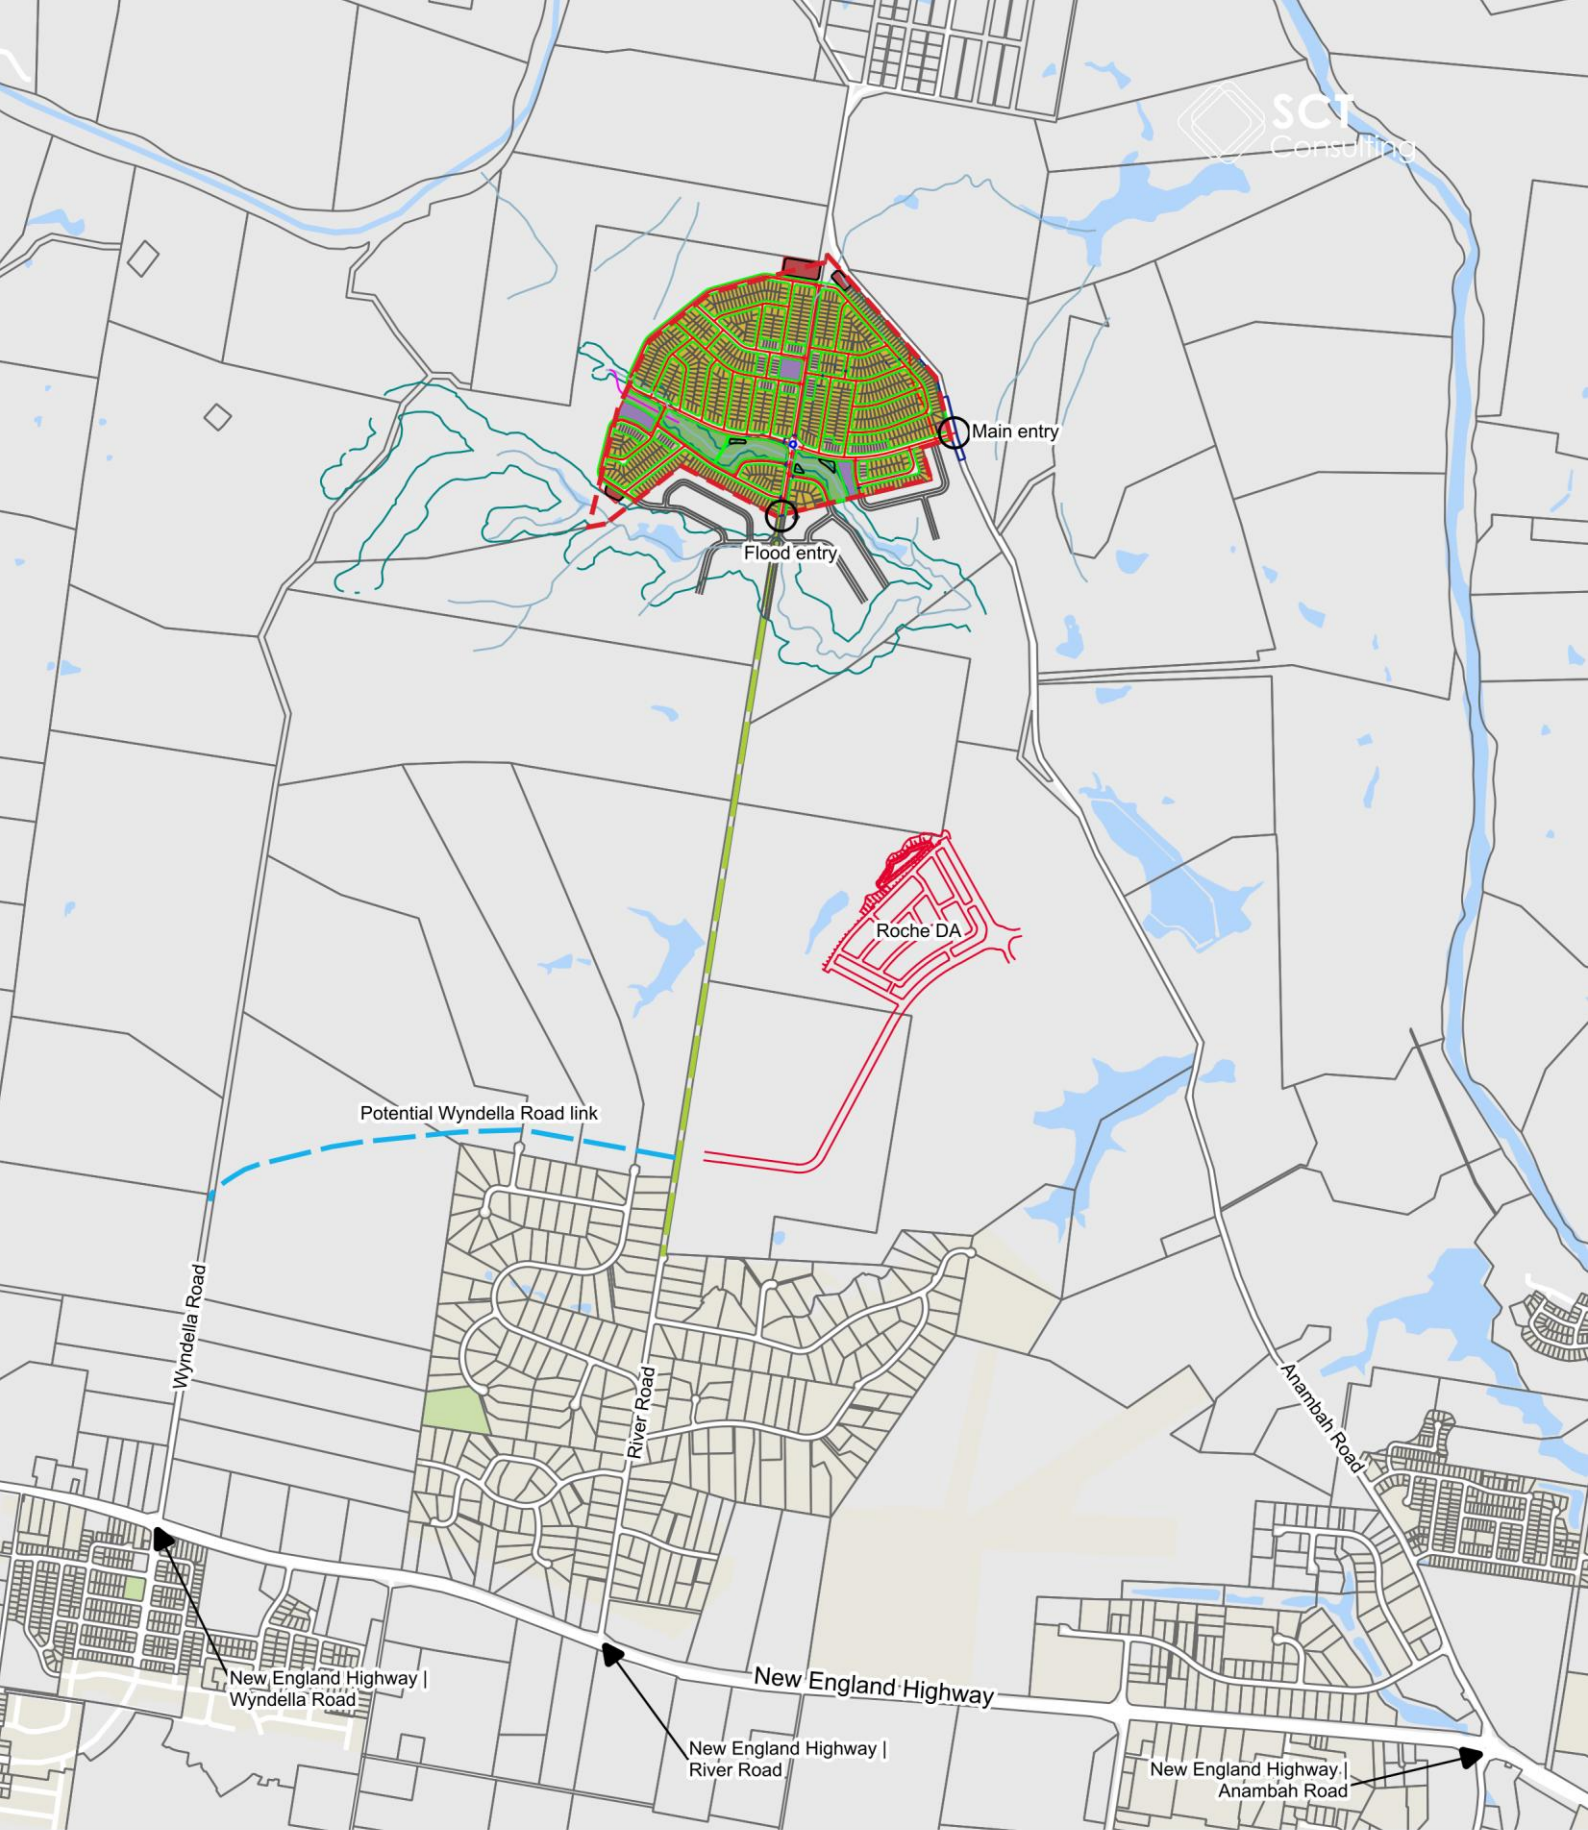 SCT
Consulting
Main entry
Flood entry
Roche DA
Potential Wyndella Road link
Wyndella Road
River Road
Anambah Road
New England Highway |
Wyndella Road
New England Highway
New England Highway |
River Road
New England Highway |
Anambah Road